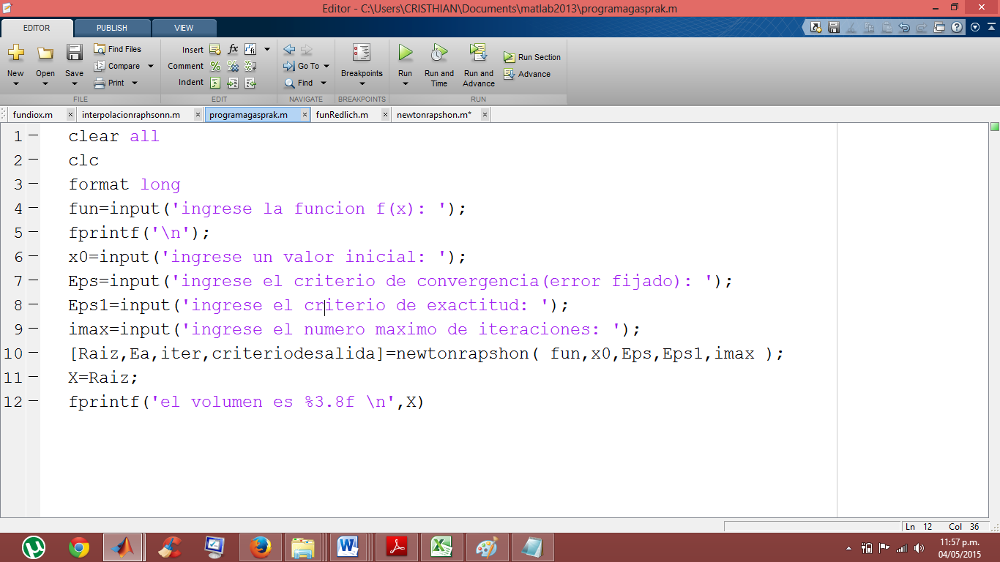 Editor - C:\Users\CRISTHIAN\Documents\matlab2013\programagasprak.m
EDITOR PUBLISH VIEW
New Open Save Find Files Compare Print
Insert fx Comment Indent
Go To Find
Breakpoints
Run Run and Time Run and Advance Run Section Advance
FILE EDIT NAVIGATE BREAKPOINTS RUN
fundiox.m interpolacionraphsonn.m programagasprak.m funRedlich.m newtonrapshon.m*
1 clear all
2 clc
3 format long
4 fun=input('ingrese la funcion f(x): ');
5 fprintf('\n');
6 x0=input('ingrese un valor inicial: ');
7 Eps=input('ingrese el criterio de convergencia(error fijado): ');
8 Eps1=input('ingrese el criterio de exactitud: ');
9 imax=input('ingrese el numero maximo de iteraciones: ');
10 [Raiz,Ea,iter,criteriodesalida]=newtonrapshon( fun,x0,Eps,Eps1,imax );
11 X=Raiz;
12 fprintf('el volumen es %3.8f \n',X)
Ln 12 Col 36
11:57 p.m.
04/05/2015